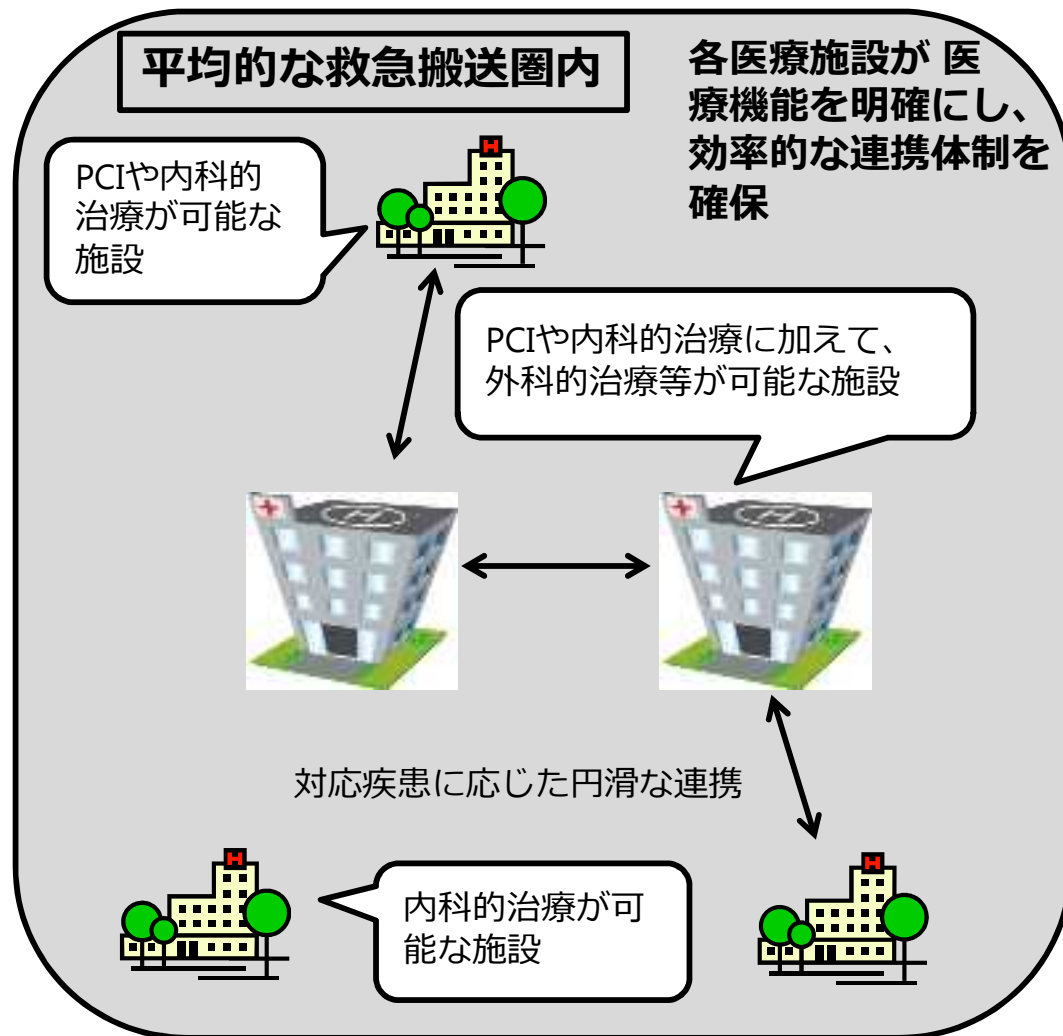 平均的な救急搬送圏内
各医療施設が 医
療機能を明確にし、
効率的な連携体制を
確保
PCIや内科的
治療が可能な
施設
H
PCIや内科的治療に加えて、
外科的治療等が可能な施設
H
H
対応疾患に応じた円滑な連携
H
H
内科的治療が可
能な施設